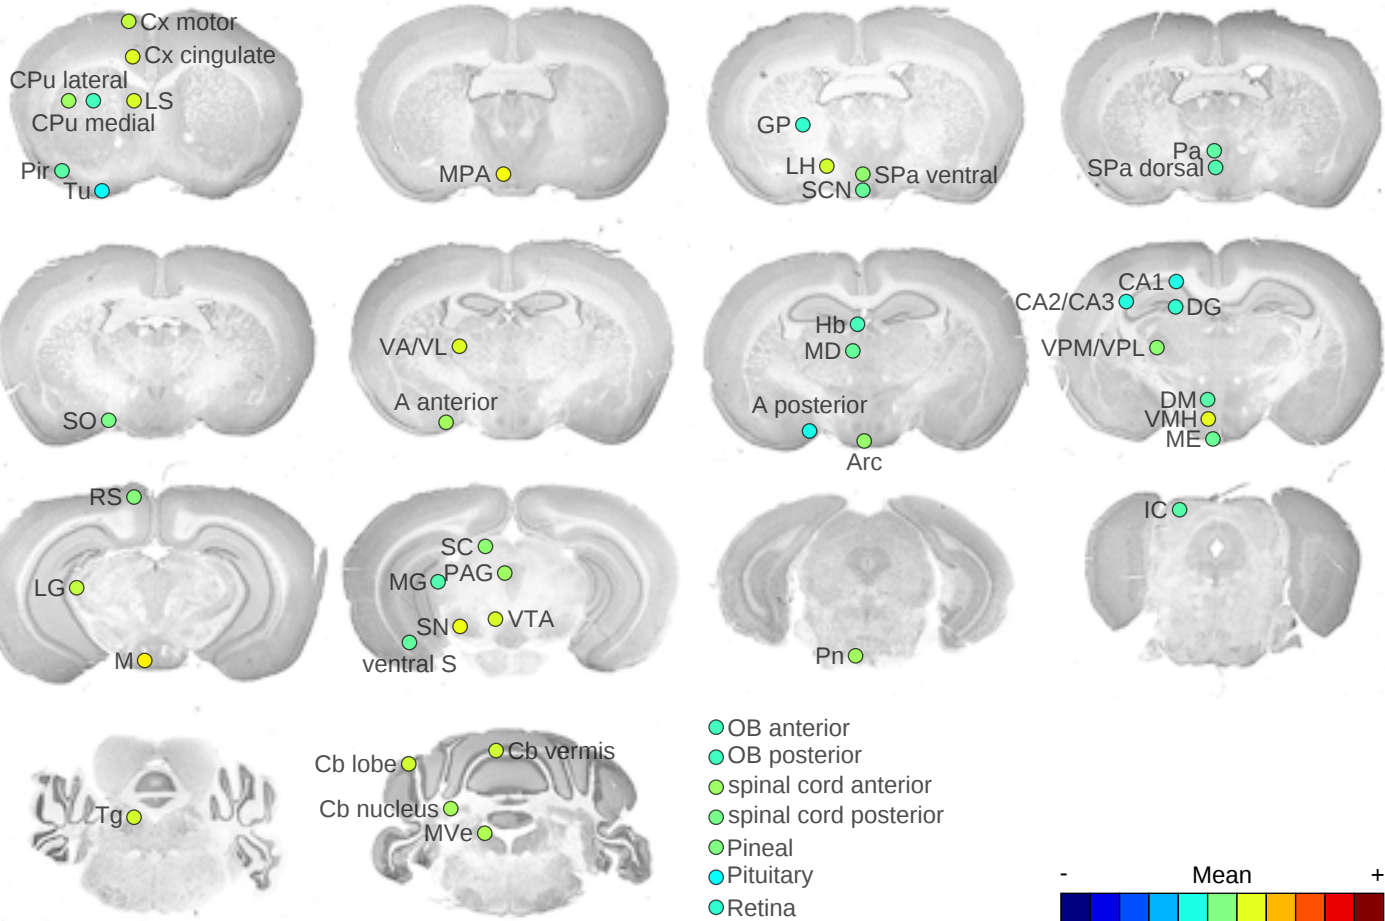 Cx motor
Cx cingulate
CPu lateral
LS
CPu medial
Pir
Tu
MPA
GP
LH
SPa ventral
SCN
Pa
SPa dorsal
SO
VA/VL
A anterior
Hb
MD
A posterior
Arc
CA1
CA2/CA3
DG
VPM/VPL
DM
VMH
ME
RS
LG
M
SC
PAG
MG
VTA
SN
ventral S
Pn
IC
Tg
Cb vermis
Cb lobe
Cb nucleus
MVe
OB anterior
OB posterior
spinal cord anterior
spinal cord posterior
Pineal
Pituitary
Retina
- Mean +